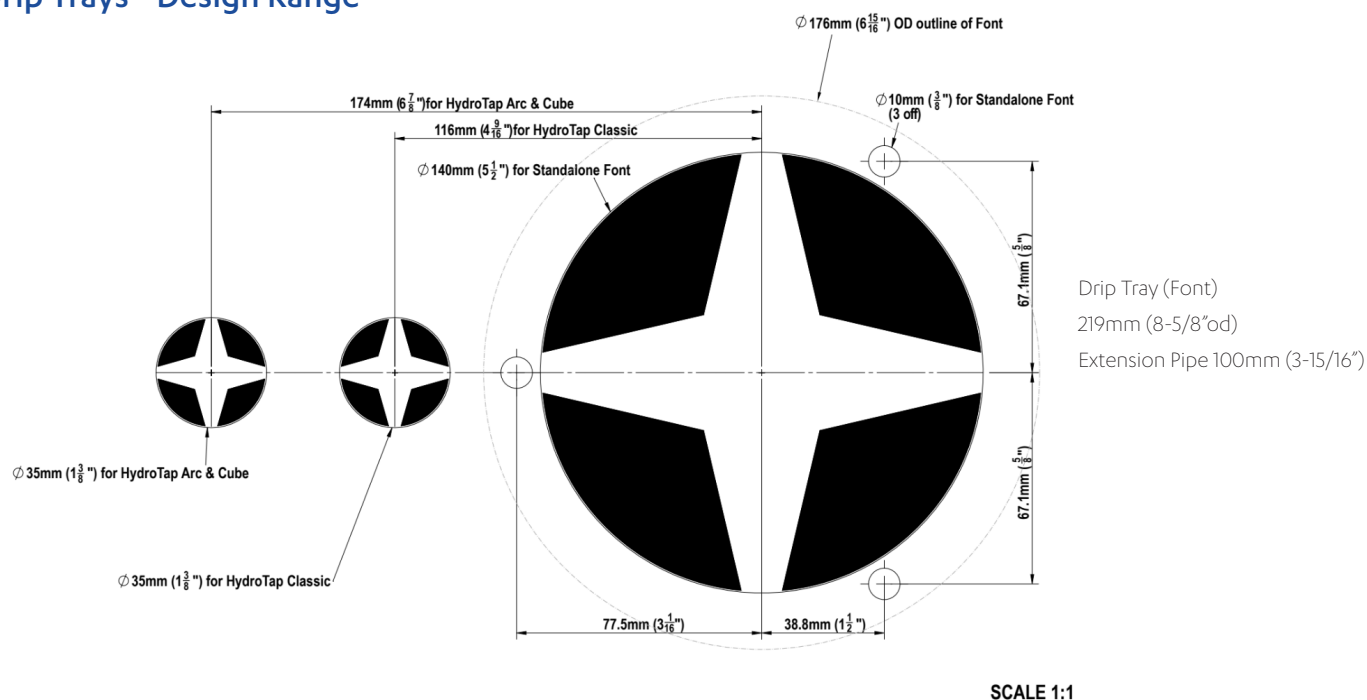 rip Trays - Design Range
∅176mm (6 15/16") OD outline of Font
174mm (6 7/8")for HydroTap Arc & Cube
∅10mm (3/8") for Standalone Font
(3 off)
116mm (4 9/16")for HydroTap Classic
∅140mm (5 1/2") for Standalone Font
67.1mm (5/8")
Drip Tray (Font)
219mm (8-5/8”od)
Extension Pipe 100mm (3-15/16”)
∅35mm (1 3/8") for HydroTap Arc & Cube
67.1mm (5/8")
∅35mm (1 3/8") for HydroTap Classic
77.5mm (3 1/16")
38.8mm (1 1/2")
SCALE 1:1